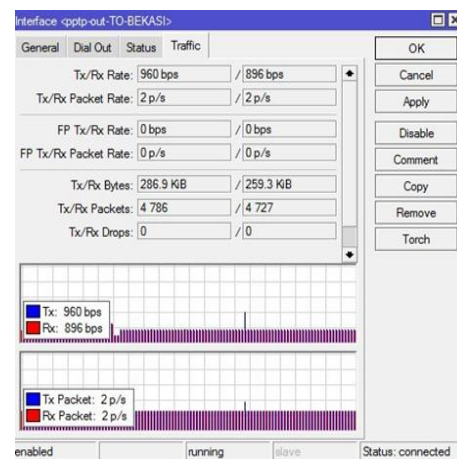 Interface <pptp-out-TO-BEKASI>
General Dial Out Status Traffic
OK
Cancel
Apply
Disable
Comment
Copy
Remove
Torch
Tx/Rx Rate: 960 bps / 896 bps
Tx/Rx Packet Rate: 2 p/s / 2 p/s
FP Tx/Rx Rate: 0 bps / 0 bps
FP Tx/Rx Packet Rate: 0 p/s / 0 p/s
Tx/Rx Bytes: 286.9 KiB / 259.3 KiB
Tx/Rx Packets: 4 786 / 4 727
Tx/Rx Drops: 0 / 0
Tx: 960 bps
Rx: 896 bps
Tx Packet: 2 p/s
Rx Packet: 2 p/s
enabled running slave Status: connected